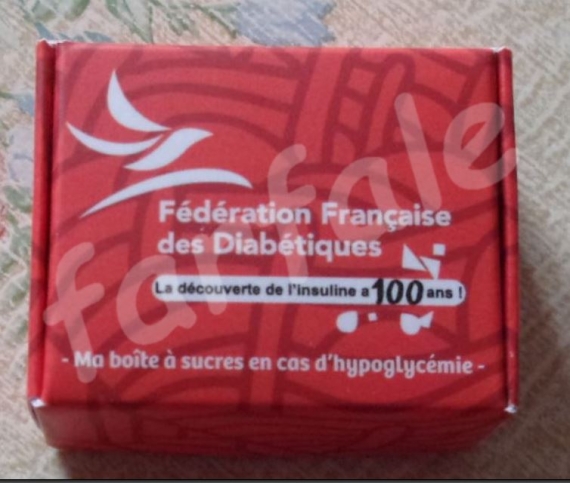 Fédération Française
des Diabétiques
La découverte de l'insuline a 100 ans !
- Ma boîte à sucres en cas d'hypoglycémie -
farfale